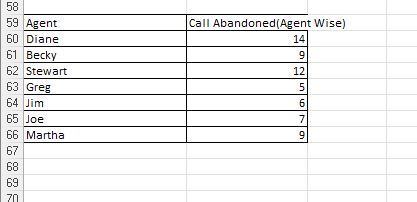 58
59 Agent Call Abandoned(Agent Wise)
60 Diane 14
61 Becky 9
62 Stewart 12
63 Greg 5
64 Jim 6
65 Joe 7
66 Martha 9
67
68
69
70